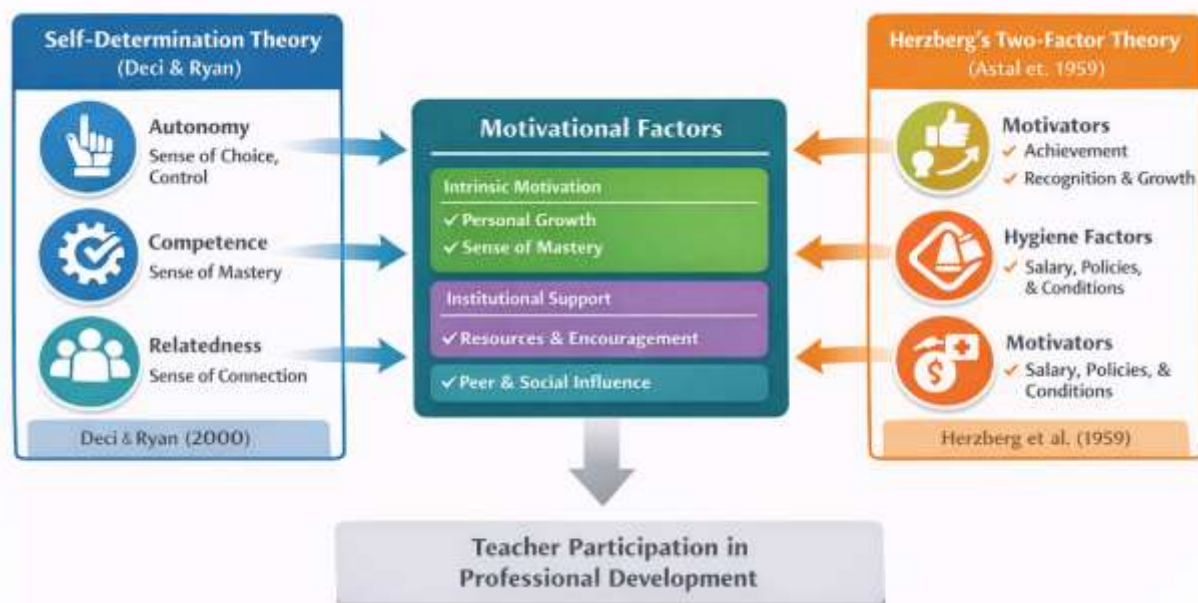 Self-Determination Theory
(Deci & Ryan)
Autonomy
Sense of Choice,
Control
Competence
Sense of Mastery
Relatedness
Sense of Connection
Deci & Ryan (2000)
Motivational Factors
Intrinsic Motivation
✓ Personal Growth
✓ Sense of Mastery
Institutional Support
✓ Resources & Encouragement
✓ Peer & Social Influence
Herzberg's Two-Factor Theory
(Astal et. 1959)
Motivators
✓ Achievement
✓ Recognition & Growth
Hygiene Factors
✓ Salary, Policies,
& Conditions
Motivators
✓ Salary, Policies, &
Conditions
Herzberg et al. (1959)
Teacher Participation in
Professional Development